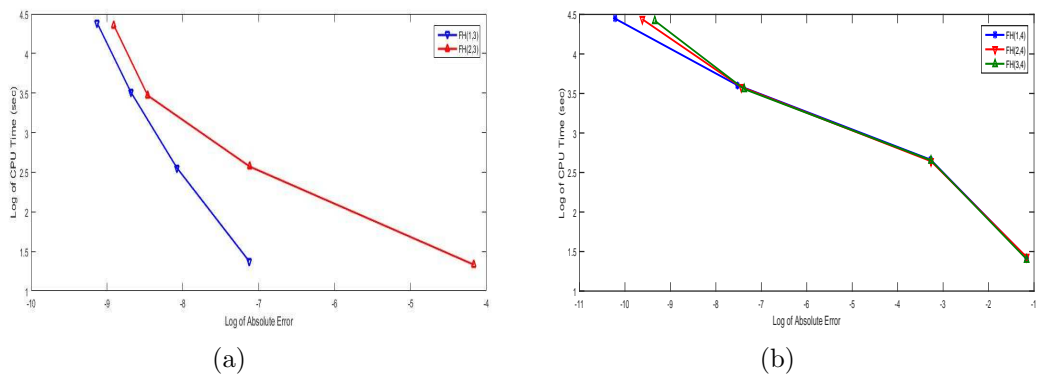 4.5
4
3.5
3
2.5
2
1.5
1
Log of CPU Time (sec)
-10 -9 -8 -7 -6 -5 -4
Log of Absolute Error
FH(1,3)
FH(2,3)
(a)
4.5
4
3.5
3
2.5
2
1.5
1
Log of CPU Time (sec)
-11 -10 -9 -8 -7 -6 -5 -4 -3 -2 -1
Log of Absolute Error
FH(1,4)
FH(2,4)
FH(3,4)
(b)